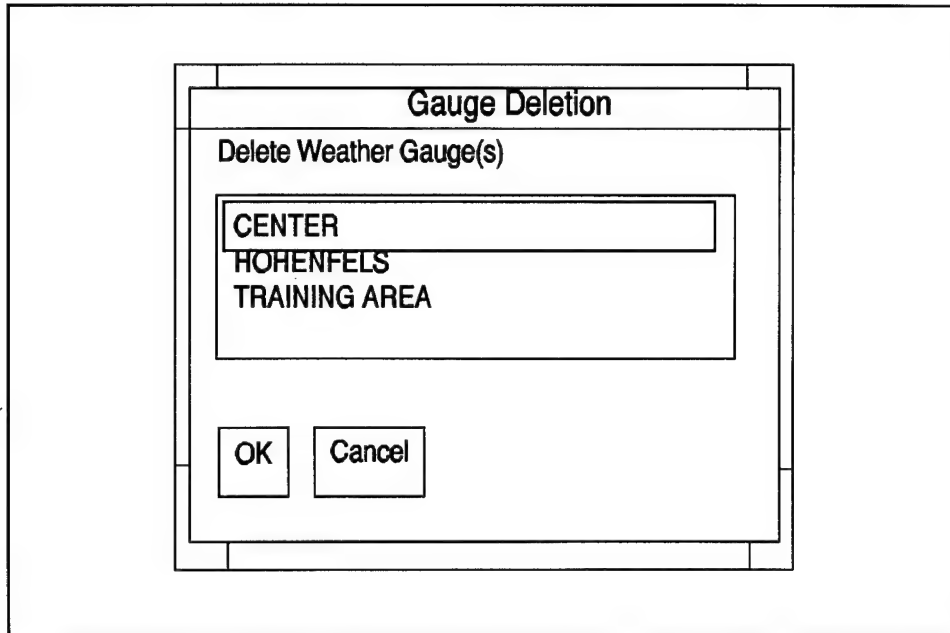 Gauge Deletion
Delete Weather Gauge(s)
CENTER
HOHENFELS
TRAINING AREA
OK
Cancel